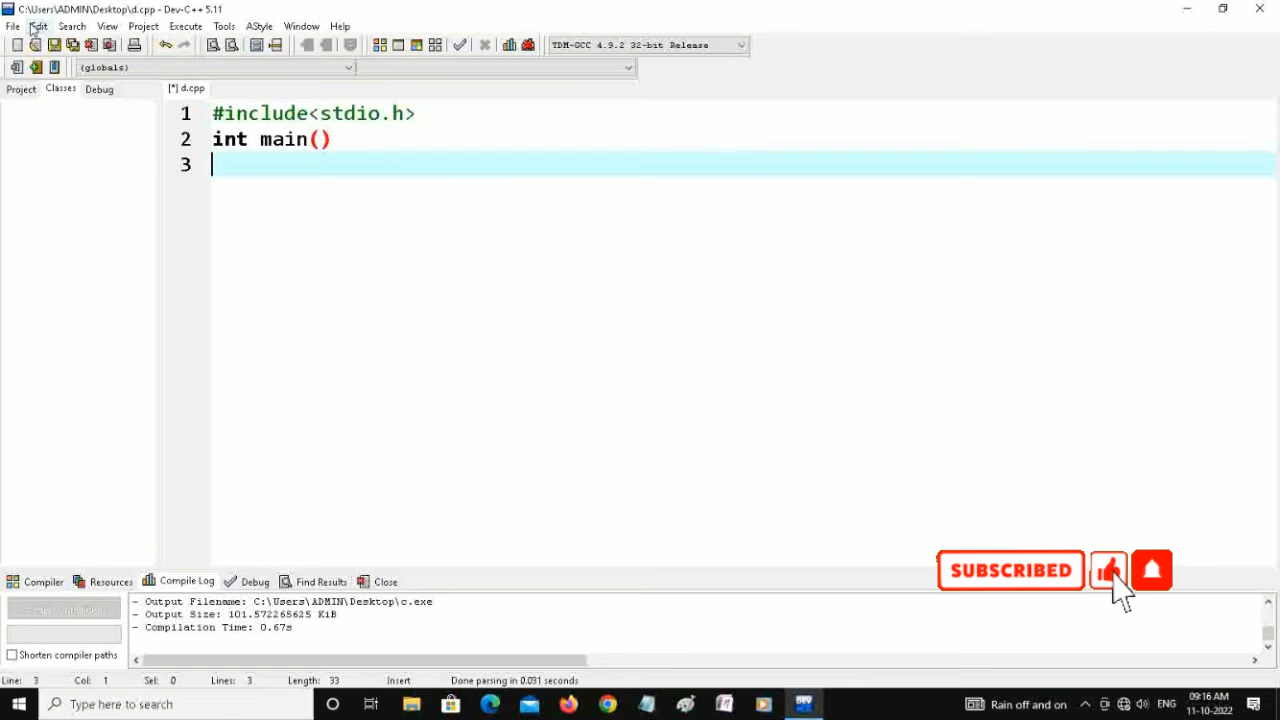 C:\Users\ADMIN\Desktop\d.cpp - Dev-C++ 5.11
File Edit Search View Project Execute Tools AStyle Window Help
TDM-GCC 4.9.2 32-bit Release
(globals)
Project Classes Debug
[*] d.cpp
1 #include<stdio.h>
2 int main()
3
SUBSCRIBED
Compiler Resources Compile Log Debug Find Results Close
- Output Filename: C:\Users\ADMIN\Desktop\c.exe
- Output Size: 101.572265625 KiB
- Compilation Time: 0.67s
Shorten compiler paths
Line: 3 Col: 1 Sel: 0 Lines: 3 Length: 33 Insert Done parsing in 0.031 seconds
Type here to search
Rain off and on
ENG
09:16 AM
11-10-2022